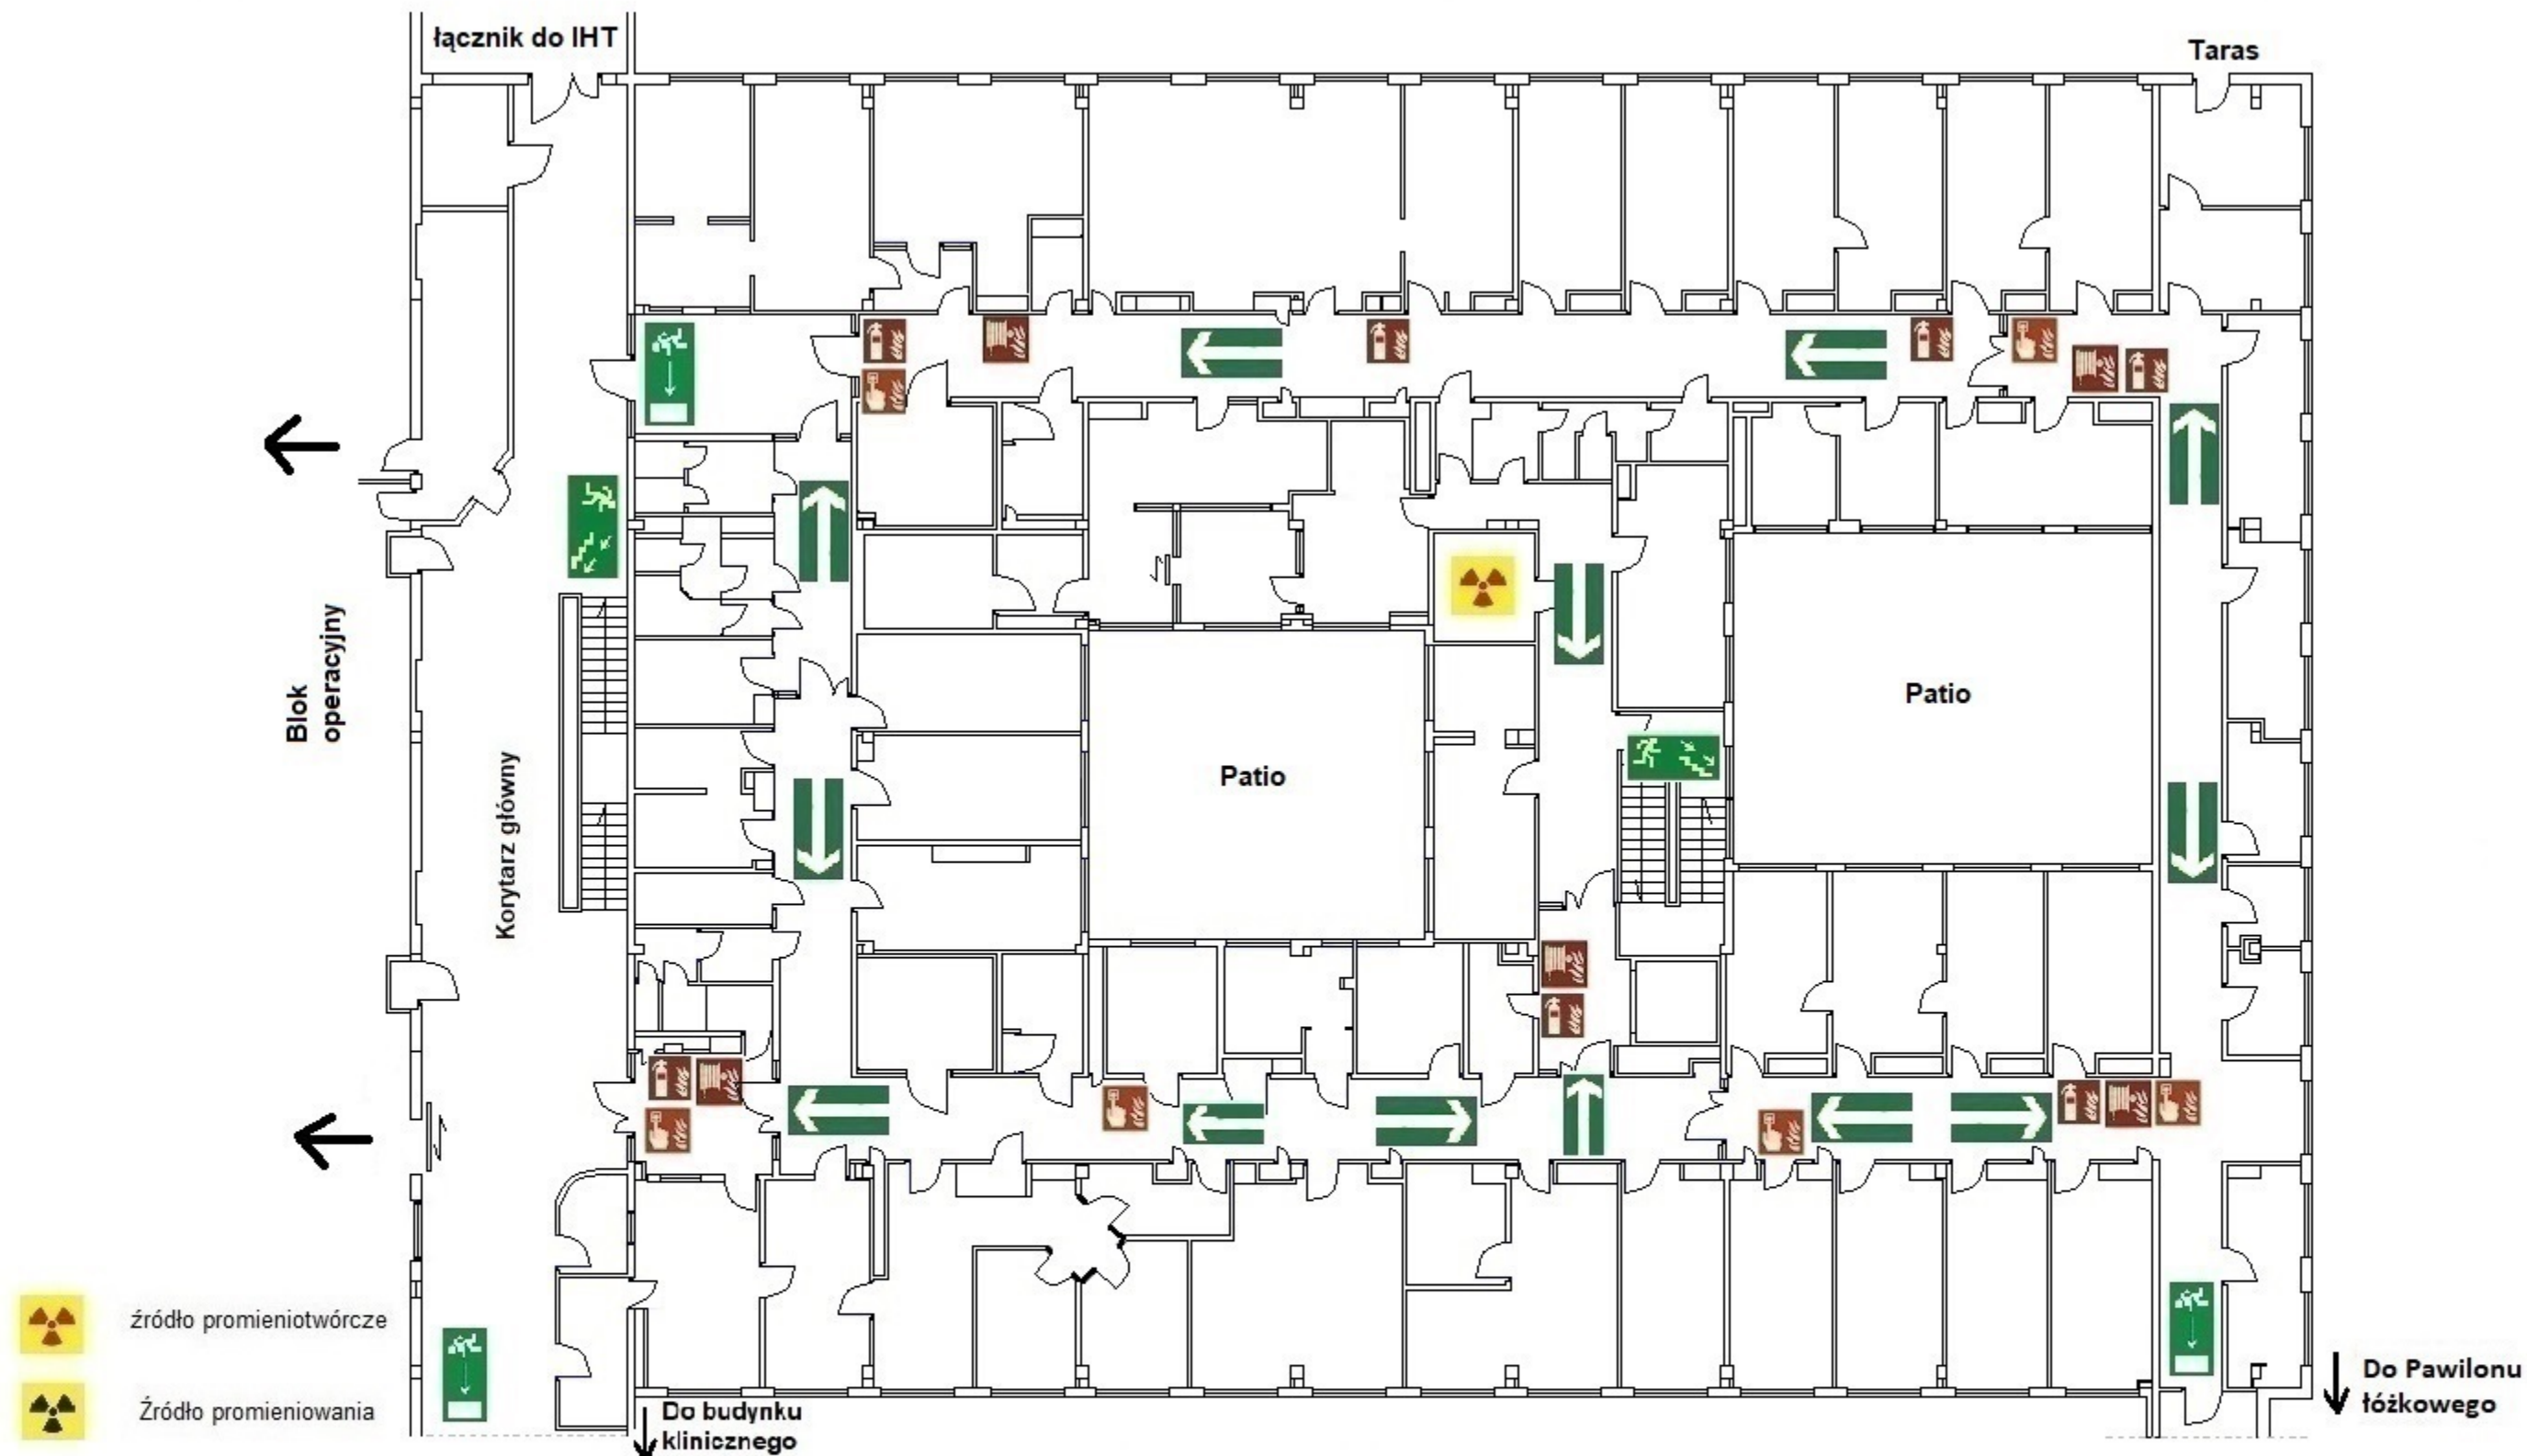 łącznik do IHT
Taras
Blok
operacyjny
Korytarz główny
Patio
Patio
źródło promieniotwórcze
Źródło promieniowania
Do budynku
klinicznego
Do Pawilonu
łóżkowego